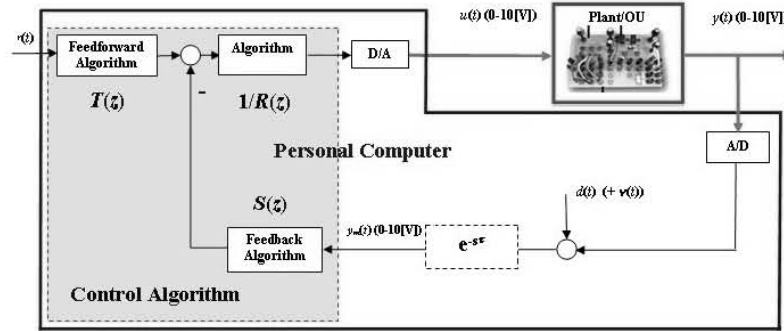 r(t)
Feedforward
Algorithm
T(z)
-
Algorithm
1/R(z)
D/A
u(t) (0-10[V])
Plant/OU
y(t) (0-10[V])
A/D
Personal Computer
d(t) (+ v(t))
S(z)
Feedback
Algorithm
yₘ(t) (0-10[V])
e⁻ˢᵗ
Control Algorithm